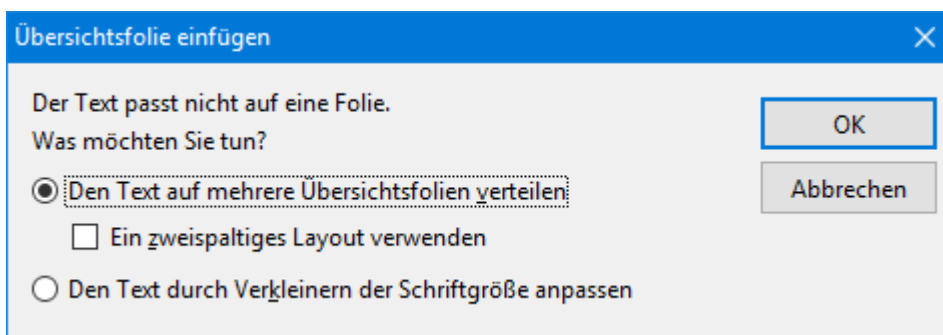 Übersichtsfolie einfügen
Der Text passt nicht auf eine Folie.
Was möchten Sie tun?
OK
Den Text auf mehrere Übersichtsfolien verteilen
Abbrechen
Ein zweispaltiges Layout verwenden
Den Text durch Verkleinern der Schriftgröße anpassen